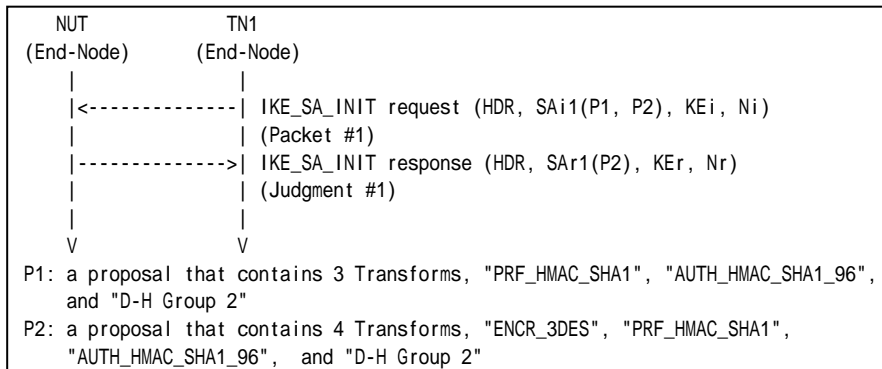 NUT TN1
(End-Node) (End-Node)
| |
|<--------------| IKE_SA_INIT request (HDR, SAi1(P1, P2), KEi, Ni)
| | (Packet #1)
|-------------->| IKE_SA_INIT response (HDR, SAr1(P2), KEr, Nr)
| | (Judgment #1)
| |
V V
P1: a proposal that contains 3 Transforms, "PRF_HMAC_SHA1", "AUTH_HMAC_SHA1_96",
and "D-H Group 2"
P2: a proposal that contains 4 Transforms, "ENCR_3DES", "PRF_HMAC_SHA1",
"AUTH_HMAC_SHA1_96", and "D-H Group 2"